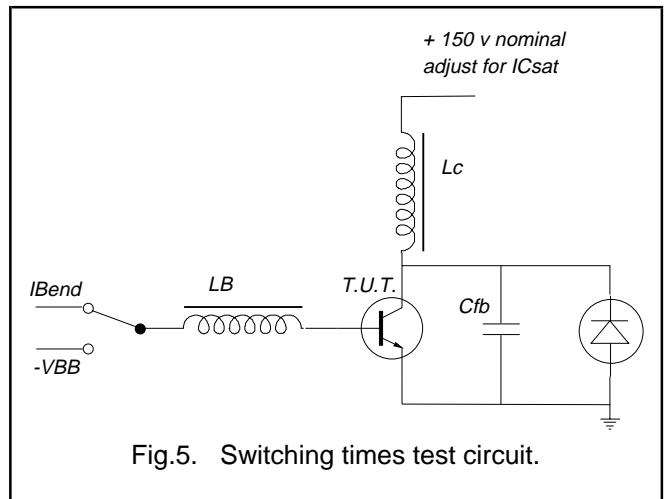 + 150 v nominal
adjust for ICsat
Lc
LB
T.U.T.
IBend
Cfb
-VBB
Fig.5. Switching times test circuit.